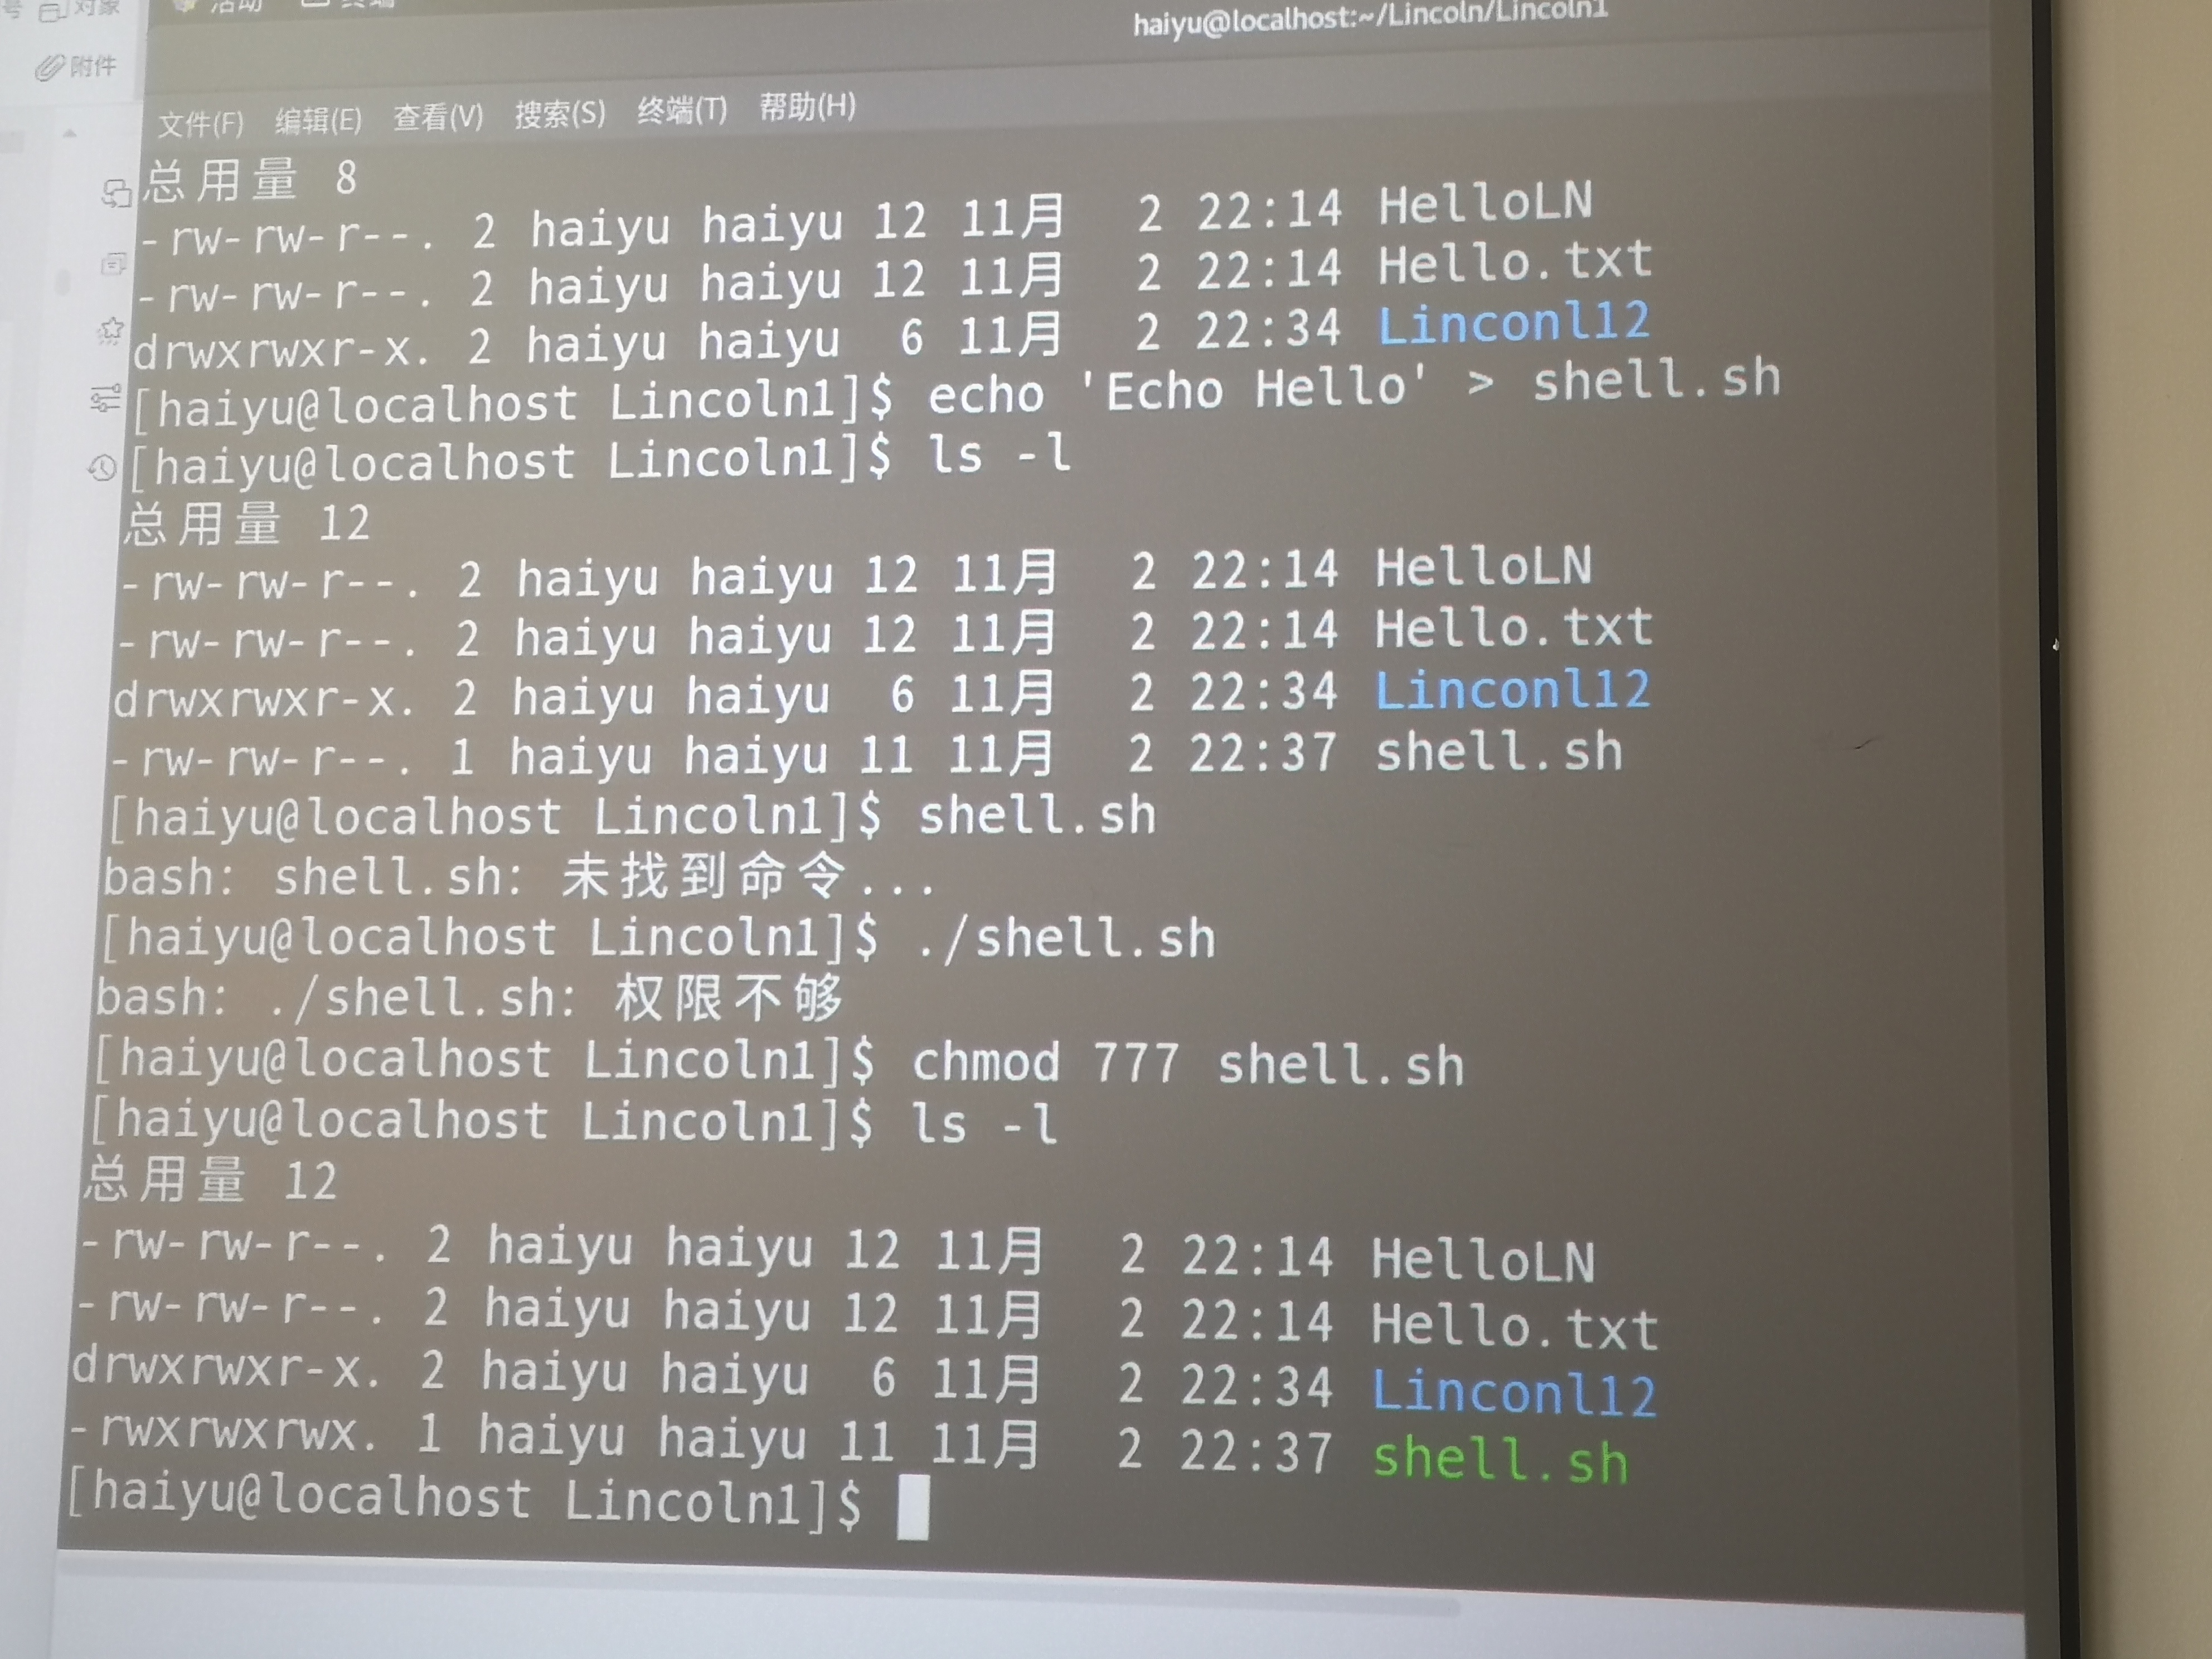 号 对象
活动 终端
haiyu@localhost:~/Lincoln/Lincoln1
附件
文件(F) 编辑(E) 查看(V) 搜索(S) 终端(T) 帮助(H)
总用量 8
-rw-rw-r--. 2 haiyu haiyu 12 11月  2 22:14 HelloLN
-rw-rw-r--. 2 haiyu haiyu 12 11月  2 22:14 Hello.txt
drwxrwxr-x. 2 haiyu haiyu  6 11月  2 22:34 Linconl12
[haiyu@localhost Lincoln1]$ echo 'Echo Hello' > shell.sh
[haiyu@localhost Lincoln1]$ ls -l
总用量 12
-rw-rw-r--. 2 haiyu haiyu 12 11月  2 22:14 HelloLN
-rw-rw-r--. 2 haiyu haiyu 12 11月  2 22:14 Hello.txt
drwxrwxr-x. 2 haiyu haiyu  6 11月  2 22:34 Linconl12
-rw-rw-r--. 1 haiyu haiyu 11 11月  2 22:37 shell.sh
[haiyu@localhost Lincoln1]$ shell.sh
bash: shell.sh: 未找到命令...
[haiyu@localhost Lincoln1]$ ./shell.sh
bash: ./shell.sh: 权限不够
[haiyu@localhost Lincoln1]$ chmod 777 shell.sh
[haiyu@localhost Lincoln1]$ ls -l
总用量 12
-rw-rw-r--. 2 haiyu haiyu 12 11月  2 22:14 HelloLN
-rw-rw-r--. 2 haiyu haiyu 12 11月  2 22:14 Hello.txt
drwxrwxr-x. 2 haiyu haiyu  6 11月  2 22:34 Linconl12
-rwxrwxrwx. 1 haiyu haiyu 11 11月  2 22:37 shell.sh
[haiyu@localhost Lincoln1]$